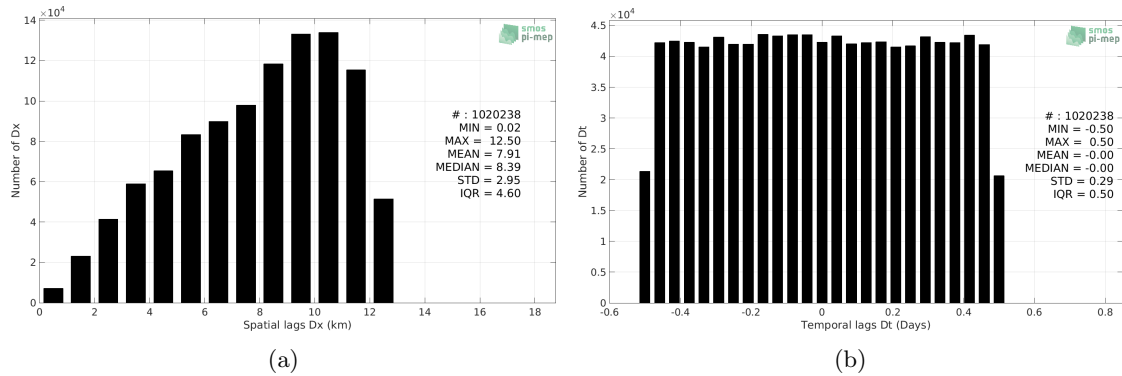 ×10⁴
14
12
10
8
6
4
2
0
Number of Dx
smos
pi-mep
# : 1020238
MIN = 0.02
MAX = 12.50
MEAN = 7.91
MEDIAN = 8.39
STD = 2.95
IQR = 4.60
0 2 4 6 8 10 12 14 16 18
Spatial lags Dx (km)
(a)
×10⁴
4.5
4
3.5
3
2.5
2
1.5
1
0.5
0
Number of Dt
smos
pi-mep
# : 1020238
MIN = -0.50
MAX = 0.50
MEAN = -0.00
MEDIAN = -0.00
STD = 0.29
IQR = 0.50
-0.6 -0.4 -0.2 0 0.2 0.4 0.6 0.8
Temporal lags Dt (Days)
(b)